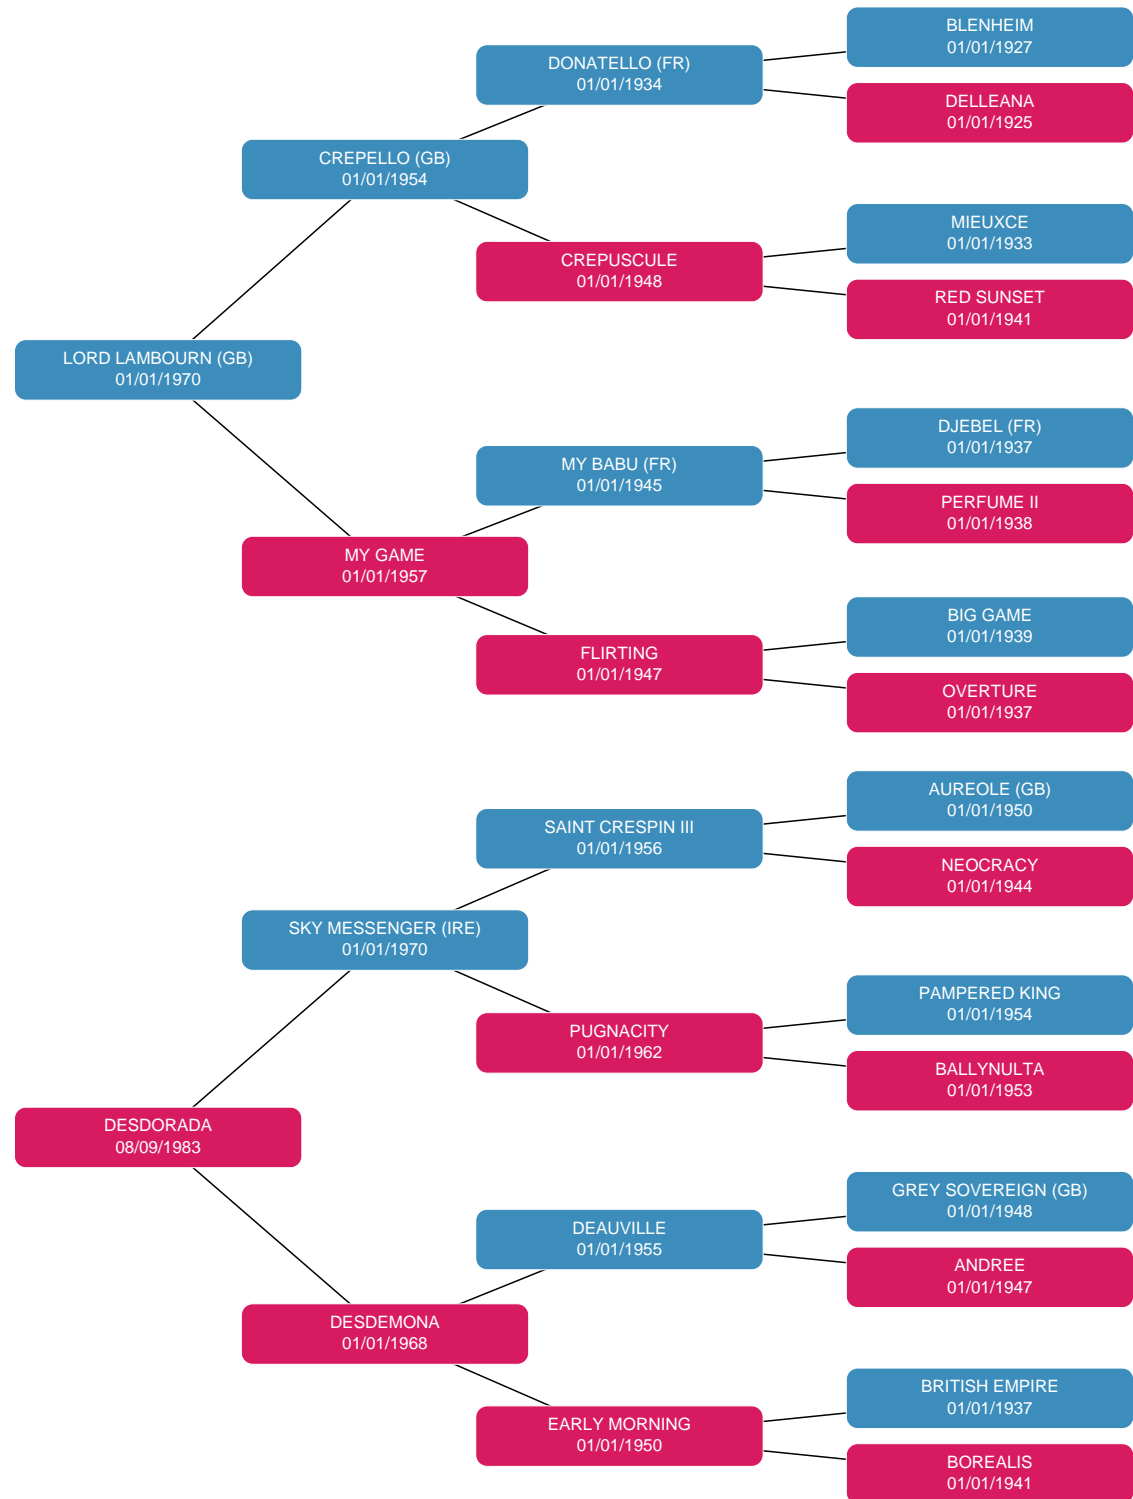 BLENHEIM
01/01/1927
DONATELLO (FR)
01/01/1934
DELLEANA
01/01/1925
CREPELLO (GB)
01/01/1954
MIEUXCE
01/01/1933
CREPUSCULE
01/01/1948
RED SUNSET
01/01/1941
LORD LAMBOURN (GB)
01/01/1970
DJEBEL (FR)
01/01/1937
MY BABU (FR)
01/01/1945
PERFUME II
01/01/1938
MY GAME
01/01/1957
BIG GAME
01/01/1939
FLIRTING
01/01/1947
OVERTURE
01/01/1937
AUREOLE (GB)
01/01/1950
SAINT CRESPIN III
01/01/1956
NEOCRACY
01/01/1944
SKY MESSENGER (IRE)
01/01/1970
PAMPERED KING
01/01/1954
PUGNACITY
01/01/1962
BALLYNULTA
01/01/1953
DESDORADA
08/09/1983
GREY SOVEREIGN (GB)
01/01/1948
DEAUVILLE
01/01/1955
ANDREE
01/01/1947
DESDEMONA
01/01/1968
BRITISH EMPIRE
01/01/1937
EARLY MORNING
01/01/1950
BOREALIS
01/01/1941